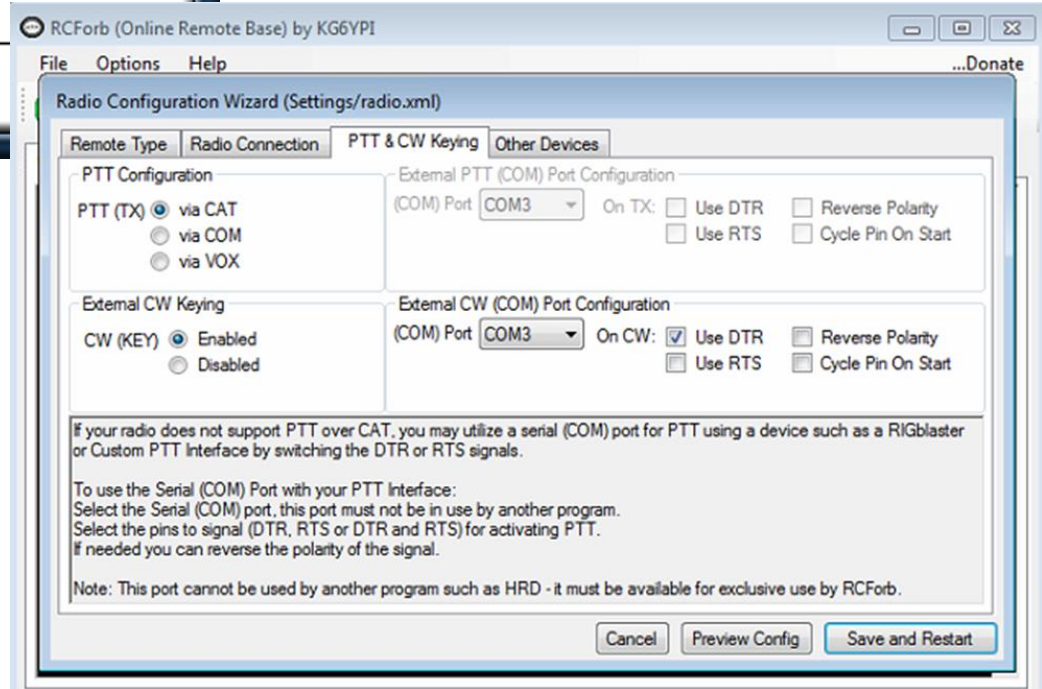 RCForb (Online Remote Base) by KG6YPI
File Options Help ...Donate
Radio Configuration Wizard (Settings/radio.xml)
Remote Type Radio Connection PTT & CW Keying Other Devices
PTT Configuration
PTT (TX) via CAT
via COM
via VOX
External PTT (COM) Port Configuration
(COM) Port COM3 On TX: Use DTR Reverse Polarity
Use RTS Cycle Pin On Start
External CW Keying
CW (KEY) Enabled
Disabled
External CW (COM) Port Configuration
(COM) Port COM3 On CW: Use DTR Reverse Polarity
Use RTS Cycle Pin On Start
If your radio does not support PTT over CAT, you may utilize a serial (COM) port for PTT using a device such as a RIGblaster
or Custom PTT Interface by switching the DTR or RTS signals.
To use the Serial (COM) Port with your PTT Interface:
Select the Serial (COM) port, this port must not be in use by another program.
Select the pins to signal (DTR, RTS or DTR and RTS) for activating PTT.
If needed you can reverse the polarity of the signal.
Note: This port cannot be used by another program such as HRD - it must be available for exclusive use by RCForb.
Cancel Preview Config Save and Restart